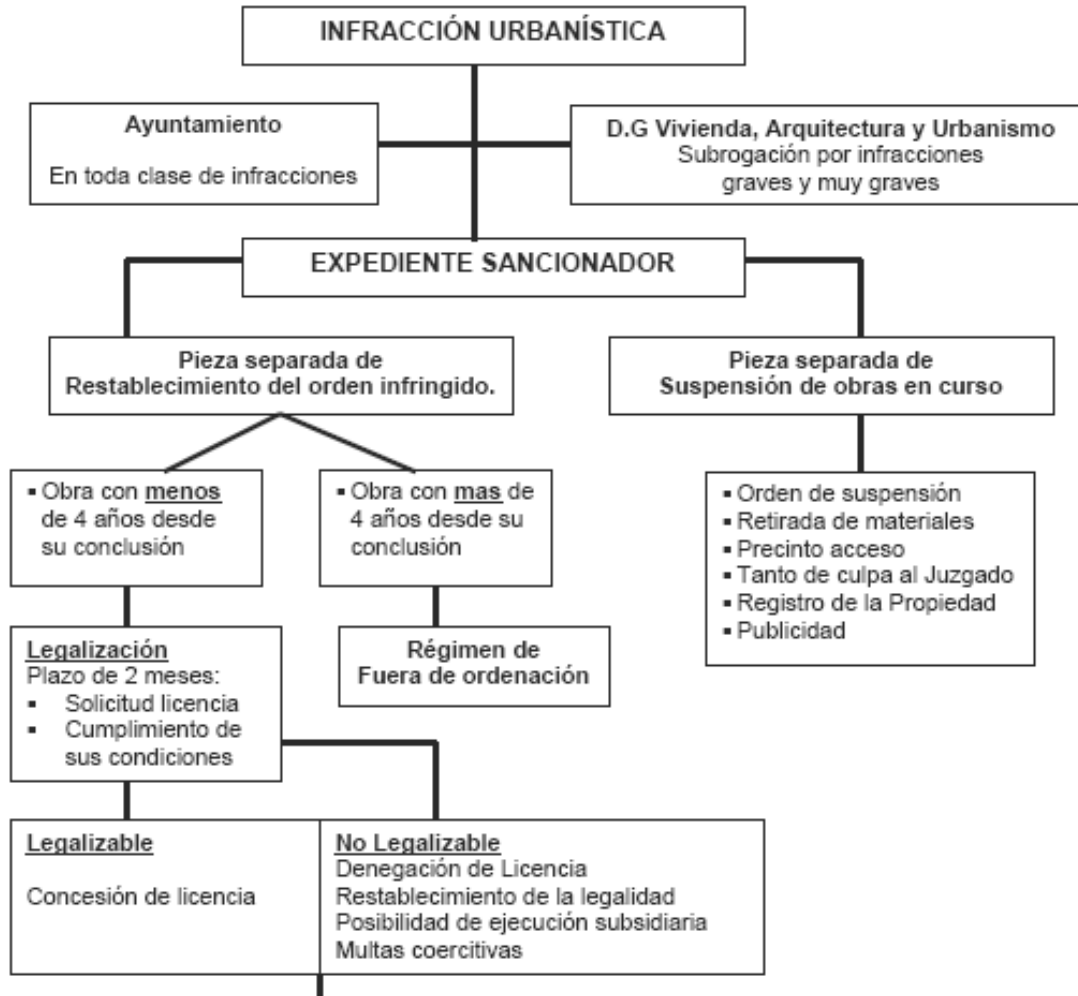 INFRACCIÓN URBANÍSTICA
Ayuntamiento
En toda clase de infracciones
D.G Vivienda, Arquitectura y Urbanismo
Subrogación por infracciones
graves y muy graves
EXPEDIENTE SANCIONADOR
Pieza separada de
Restablecimiento del orden infringido.
Pieza separada de
Suspensión de obras en curso
▪ Obra con menos
de 4 años desde
su conclusión
▪ Obra con mas de
4 años desde su
conclusión
▪ Orden de suspensión
▪ Retirada de materiales
▪ Precinto acceso
▪ Tanto de culpa al Juzgado
▪ Registro de la Propiedad
▪ Publicidad
Legalización
Plazo de 2 meses:
▪ Solicitud licencia
▪ Cumplimiento de
sus condiciones
Régimen de
Fuera de ordenación
Legalizable
Concesión de licencia
No Legalizable
Denegación de Licencia
Restablecimiento de la legalidad
Posibilidad de ejecución subsidiaria
Multas coercitivas